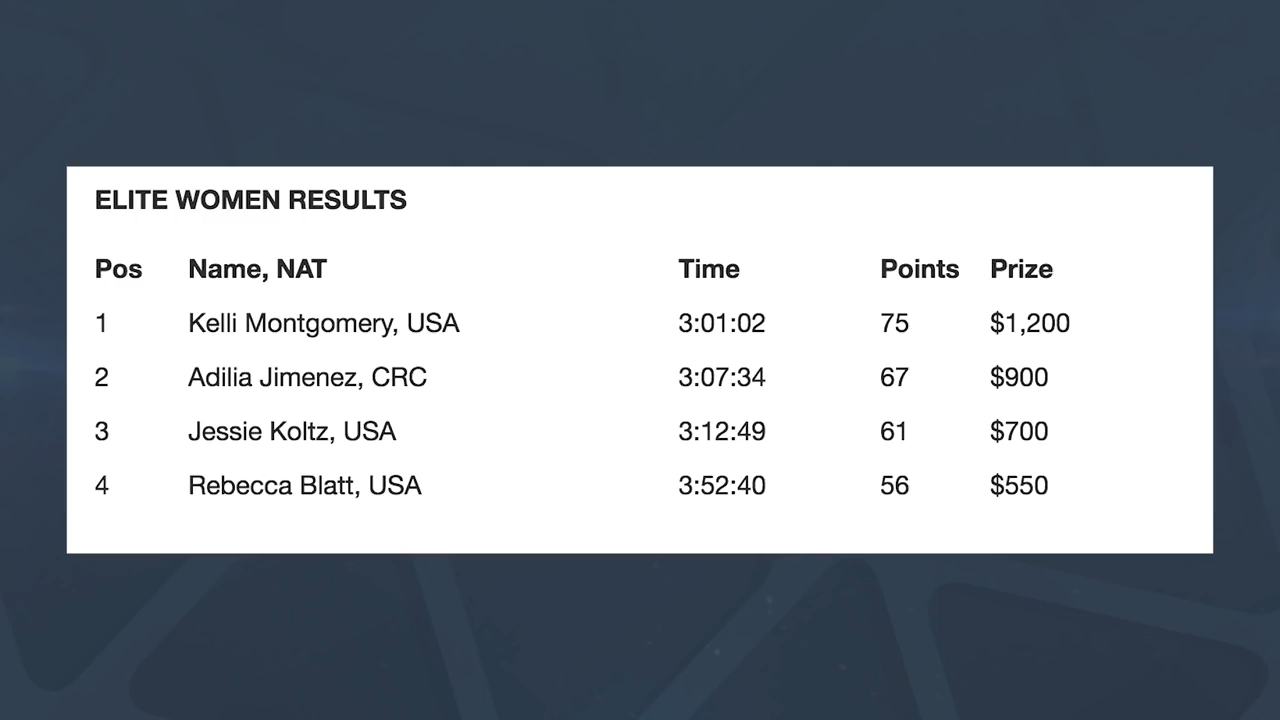 ELITE WOMEN RESULTS
Pos Name, NAT Time Points Prize
1 Kelli Montgomery, USA 3:01:02 75 $1,200
2 Adilia Jimenez, CRC 3:07:34 67 $900
3 Jessie Koltz, USA 3:12:49 61 $700
4 Rebecca Blatt, USA 3:52:40 56 $550